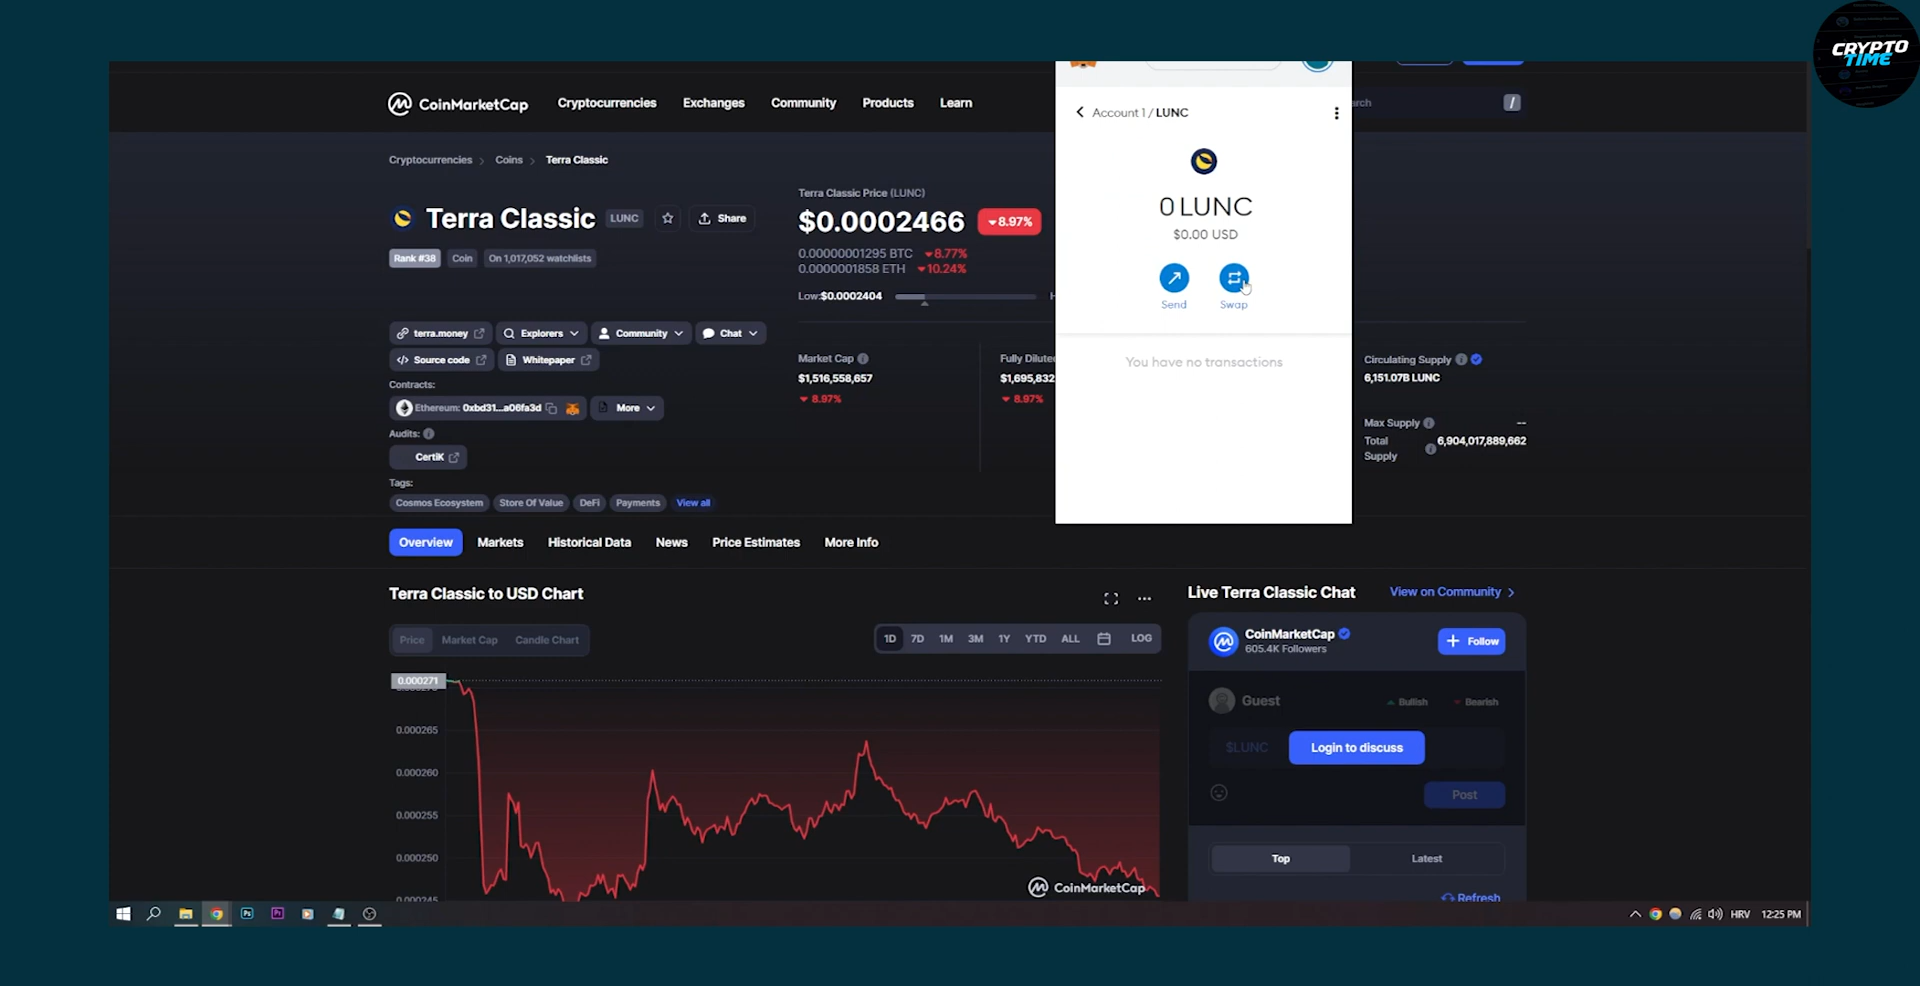 CRYPTO
TIME
CoinMarketCap
Cryptocurrencies
Exchanges
Community
Products
Learn
/
Cryptocurrencies > Coins > Terra Classic
Terra Classic
LUNC
Share
Rank #38
Coin
On 1,017,052 watchlists
Terra Classic Price (LUNC)
$0.0002466
8.97%
0.00000001295 BTC 8.77%
0.0000001858 ETH 10.24%
Low:$0.0002404
H
terra.money
Explorers
Community
Chat
Source code
Whitepaper
Contracts:
Ethereum: 0xbd31...a06fa3d
More
Audits:
CertiK
Tags:
Cosmos Ecosystem
Store Of Value
DeFi
Payments
View all
Market Cap
$1,516,558,657
8.97%
Fully Dilute
$1,695,832
8.97%
Account 1 / LUNC
0 LUNC
$0.00 USD
Send
Swap
You have no transactions
Circulating Supply
6,151.07B LUNC
Max Supply
--
Total
Supply
6,904,017,889,662
Overview
Markets
Historical Data
News
Price Estimates
More Info
Terra Classic to USD Chart
Price
Market Cap
Candle Chart
1D
7D
1M
3M
1Y
YTD
ALL
LOG
0.000271
0.000265
0.000260
0.000255
0.000250
0.000245
CoinMarketCap
Live Terra Classic Chat
View on Community >
CoinMarketCap
605.4K Followers
+ Follow
Guest
Bullish
Bearish
$LUNC
Login to discuss
Post
Top
Latest
Refresh
Ps
Pr
HRV
12:25 PM